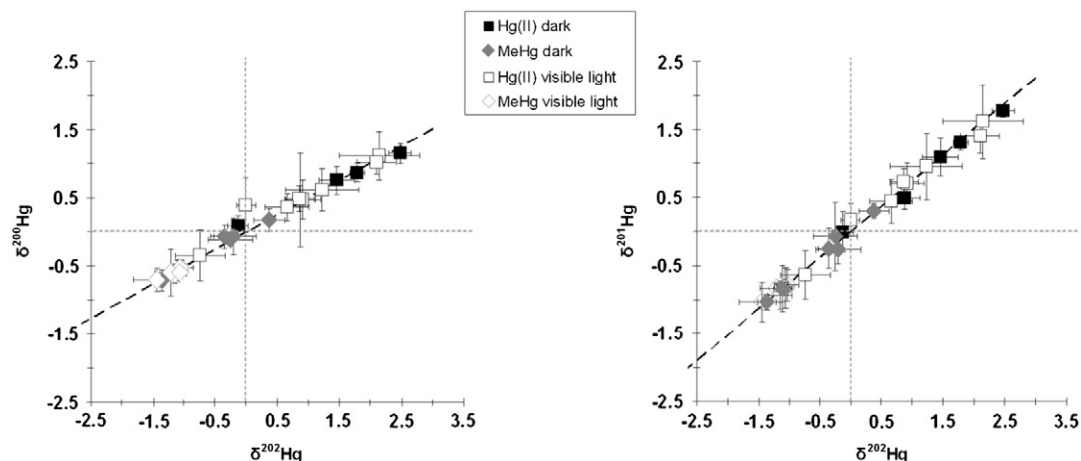 Hg(II) dark
MeHg dark
Hg(II) visible light
MeHg visible light
2.5
1.5
0.5
-0.5
-1.5
-2.5
δ²⁰⁰Hg
-2.5 -1.5 -0.5 0.5 1.5 2.5 3.5
δ²⁰²Hg
2.5
1.5
0.5
-0.5
-1.5
-2.5
δ²⁰¹Hg
-2.5 -1.5 -0.5 0.5 1.5 2.5 3.5
δ²⁰²Hg